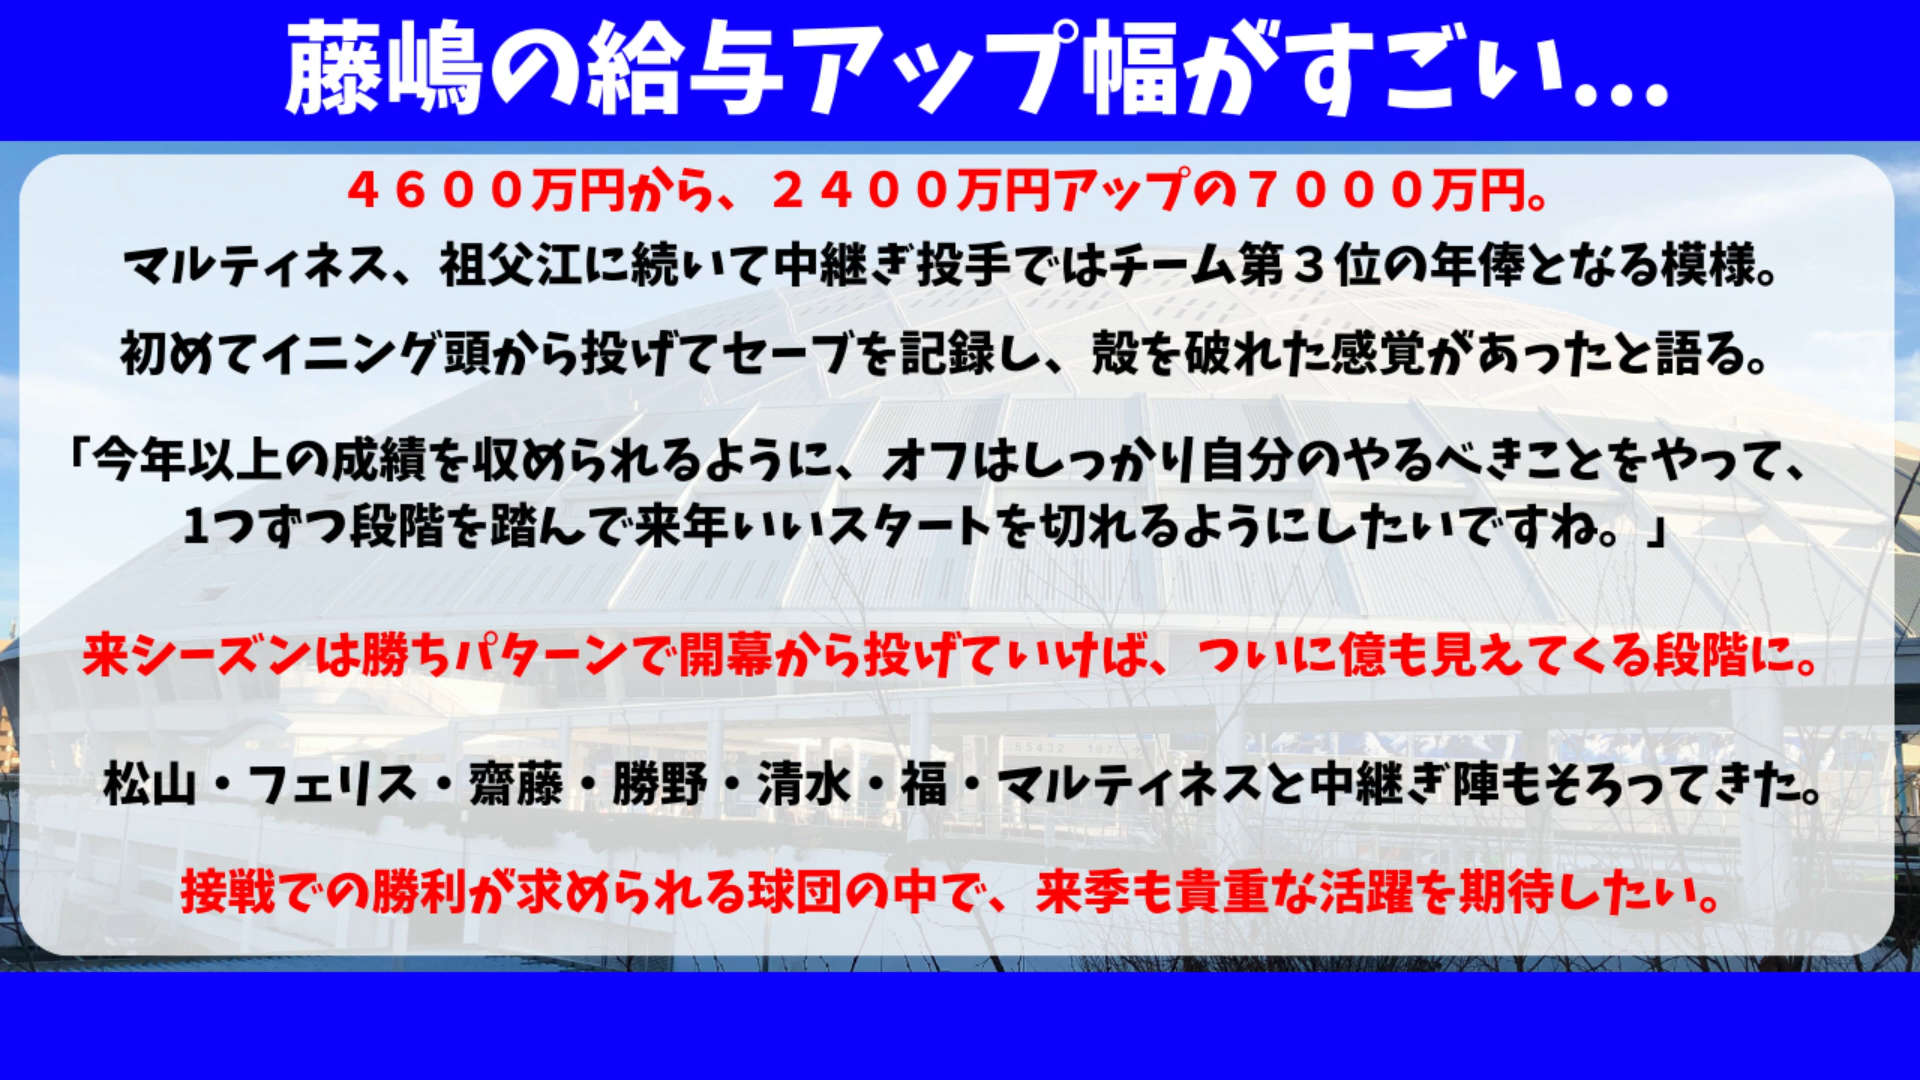 藤嶋の給与アップ幅がすごい...
４６００万円から、２４００万円アップの７０００万円。
マルティネス、祖父江に続いて中継ぎ投手ではチーム第３位の年俸となる模様。
初めてイニング頭から投げてセーブを記録し、殻を破れた感覚があったと語る。
「今年以上の成績を収められるように、オフはしっかり自分のやるべきことをやって、
1つずつ段階を踏んで来年いいスタートを切れるようにしたいですね。」
来シーズンは勝ちパターンで開幕から投げていけば、ついに億も見えてくる段階に。
松山・フェリス・齋藤・勝野・清水・福・マルティネスと中継ぎ陣もそろってきた。
接戦での勝利が求められる球団の中で、来季も貴重な活躍を期待したい。